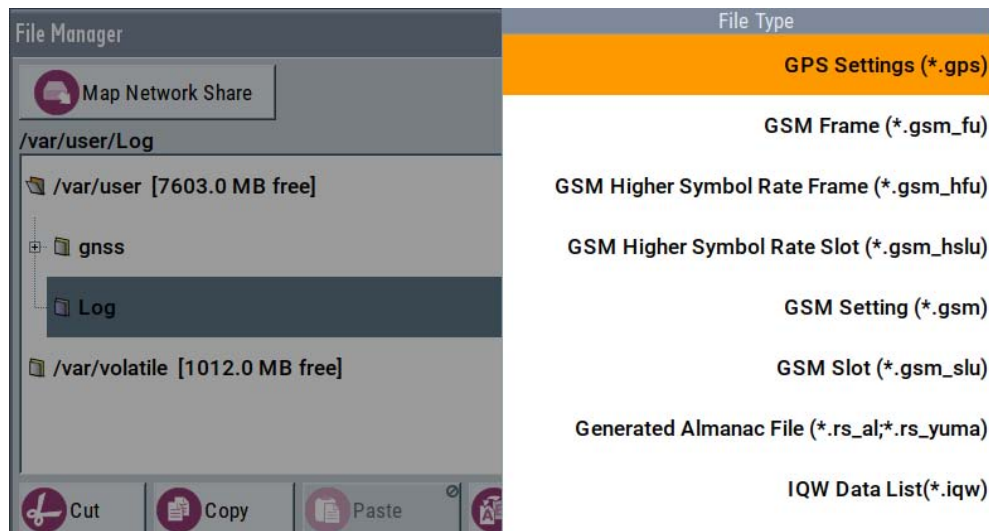 File Manager
Map Network Share
/var/user/Log
/var/user [7603.0 MB free]
gnss
Log
/var/volatile [1012.0 MB free]
Cut
Copy
Paste
File Type
GPS Settings (*.gps)
GSM Frame (*.gsm_fu)
GSM Higher Symbol Rate Frame (*.gsm_hfu)
GSM Higher Symbol Rate Slot (*.gsm_hslu)
GSM Setting (*.gsm)
GSM Slot (*.gsm_slu)
Generated Almanac File (*.rs_al;*.rs_yuma)
IQW Data List(*.iqw)